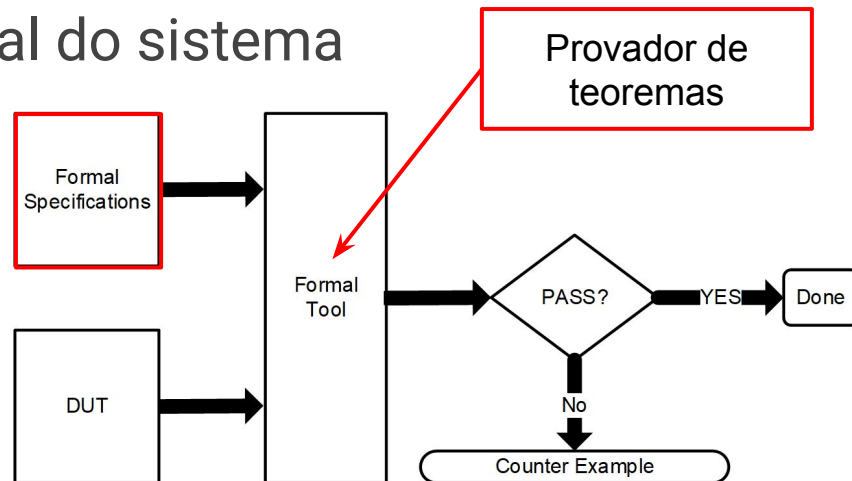 al do sistema
Provador de
teoremas
Formal
Specifications
Formal
Tool
PASS?
YES
Done
DUT
No
Counter Example